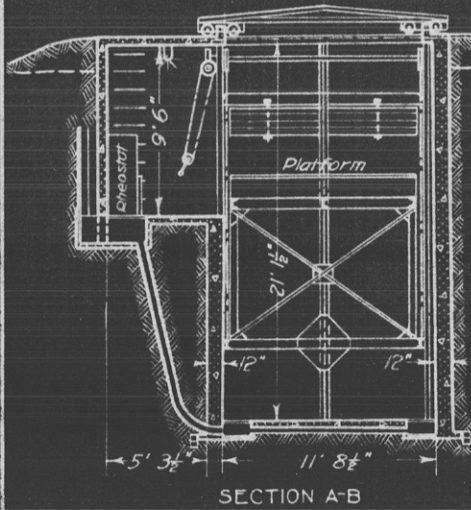 9' 6"
Rheostat
Platform
21' 1½"
12"
12"
5' 3½"
11' 8½"
SECTION A-B